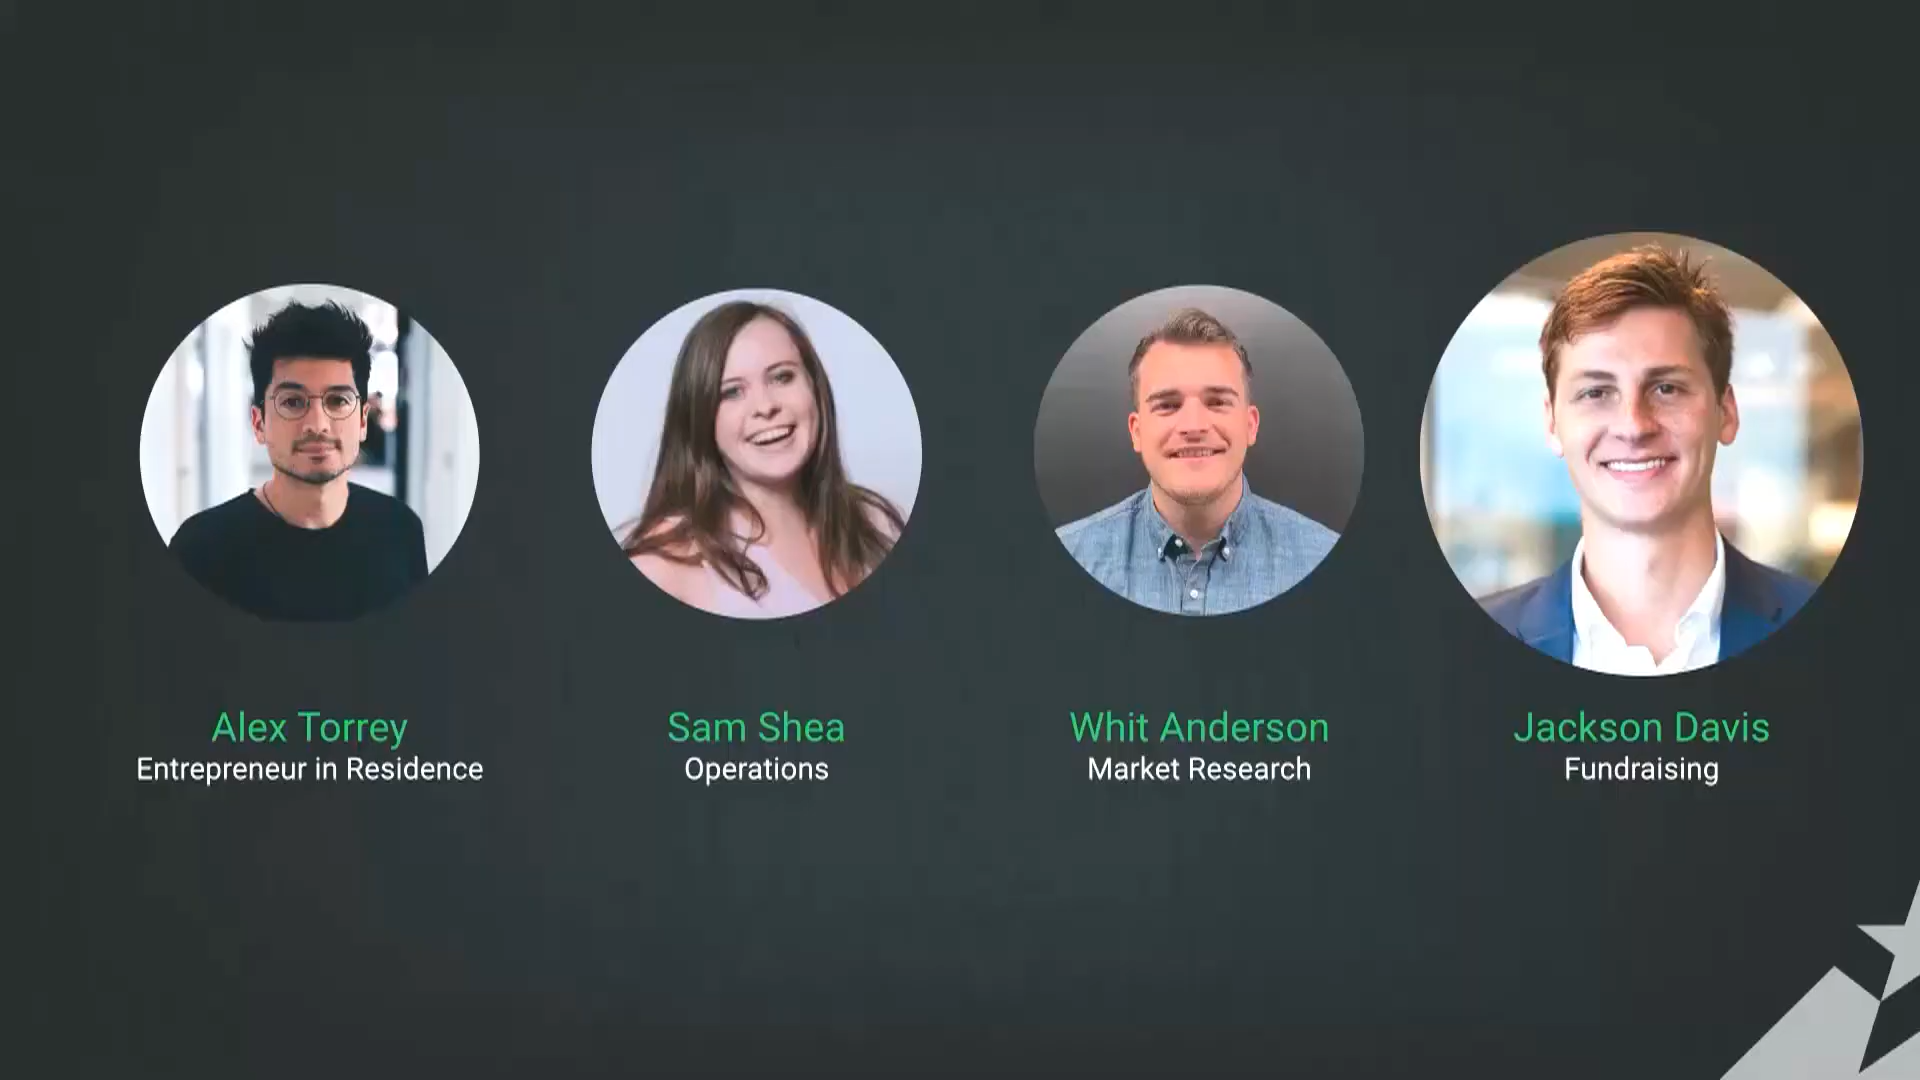 Alex Torrey
Entrepreneur in Residence
Sam Shea
Operations
Whit Anderson
Market Research
Jackson Davis
Fundraising